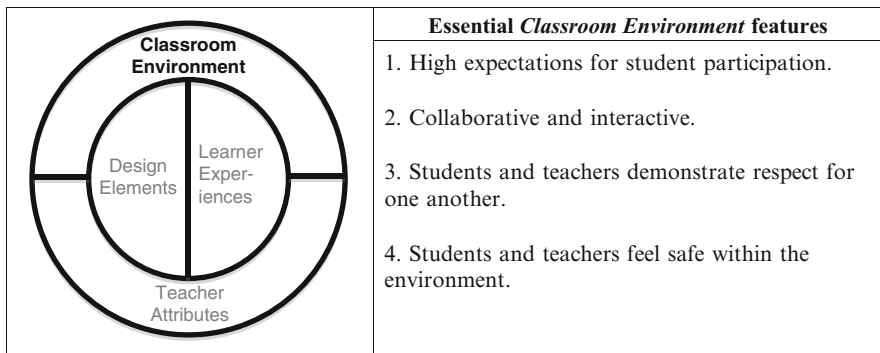 Classroom
Environment
Design
Elements
Learner
Exper-
iences
Teacher
Attributes
Essential Classroom Environment features
1. High expectations for student participation.
2. Collaborative and interactive.
3. Students and teachers demonstrate respect for
one another.
4. Students and teachers feel safe within the
environment.